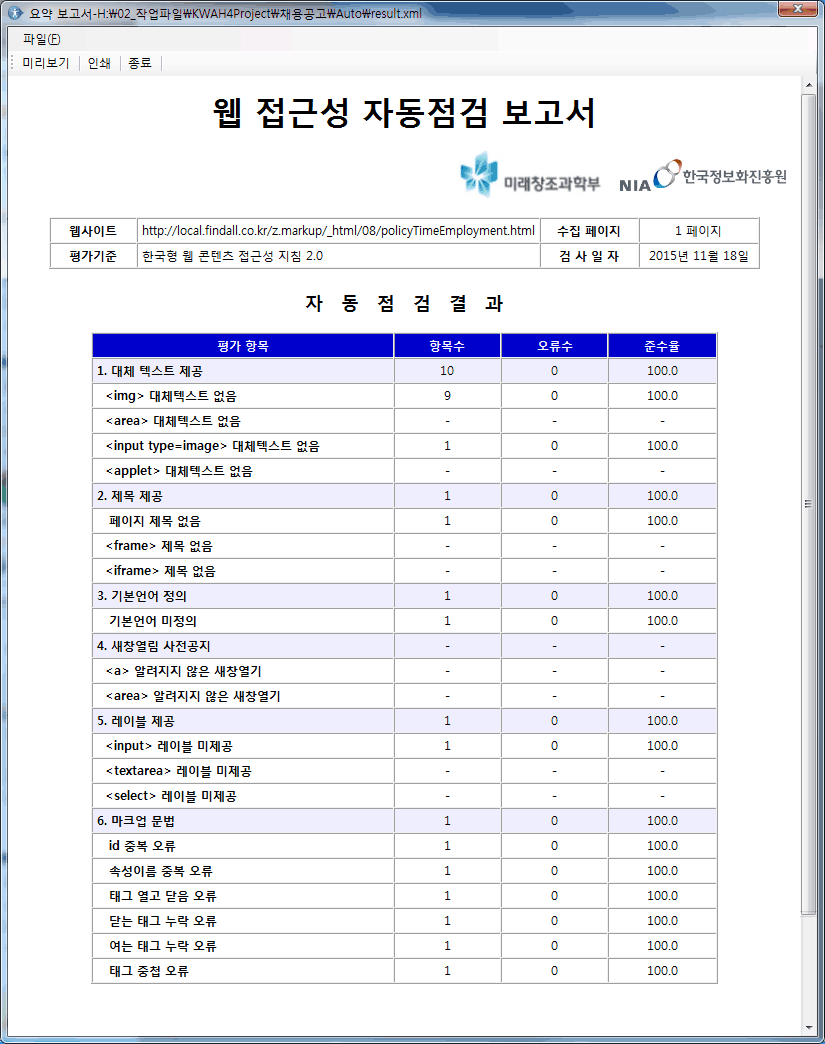 요약 보고서-H:\02_작업파일\KWAH4Project\채용공고\Auto\result.xml
파일(F)
미리보기 인쇄 종료
웹 접근성 자동점검 보고서
미래창조과학부 NIA 한국정보화진흥원
웹사이트 http://local.findall.co.kr/z.markup/_html/08/policyTimeEmployment.html 수집 페이지 1 페이지
평가기준 한국형 웹 콘텐츠 접근성 지침 2.0 검 사 일 자 2015년 11월 18일
자 동 점 검 결 과
평가 항목 항목수 오류수 준수율
1. 대체 텍스트 제공 10 0 100.0
<img> 대체텍스트 없음 9 0 100.0
<area> 대체텍스트 없음 - - -
<input type=image> 대체텍스트 없음 1 0 100.0
<applet> 대체텍스트 없음 - - -
2. 제목 제공 1 0 100.0
페이지 제목 없음 1 0 100.0
<frame> 제목 없음 - - -
<iframe> 제목 없음 - - -
3. 기본언어 정의 1 0 100.0
기본언어 미정의 1 0 100.0
4. 새창열림 사전공지 - - -
<a> 알려지지 않은 새창열기 - - -
<area> 알려지지 않은 새창열기 - - -
5. 레이블 제공 1 0 100.0
<input> 레이블 미제공 1 0 100.0
<textarea> 레이블 미제공 - - -
<select> 레이블 미제공 - - -
6. 마크업 문법 1 0 100.0
id 중복 오류 1 0 100.0
속성이름 중복 오류 1 0 100.0
태그 열고 닫음 오류 1 0 100.0
닫는 태그 누락 오류 1 0 100.0
여는 태그 누락 오류 1 0 100.0
태그 중첩 오류 1 0 100.0